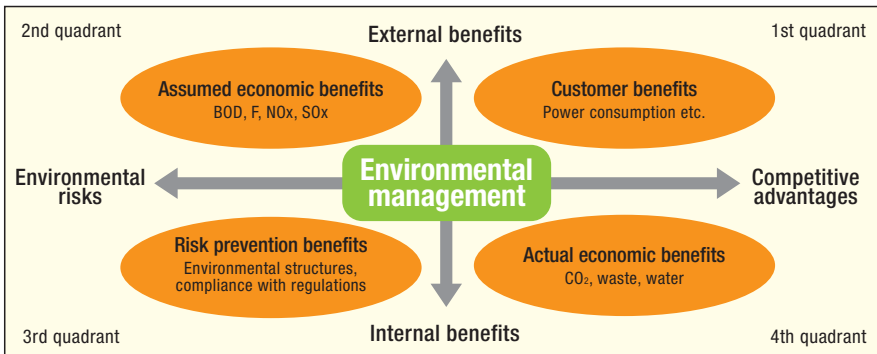 2nd quadrant
External benefits
1st quadrant
Assumed economic benefits
BOD, F, NOx, SOx
Customer benefits
Power consumption etc.
Environmental
risks
Environmental
management
Competitive
advantages
Risk prevention benefits
Environmental structures,
compliance with regulations
Actual economic benefits
CO₂, waste, water
3rd quadrant
Internal benefits
4th quadrant